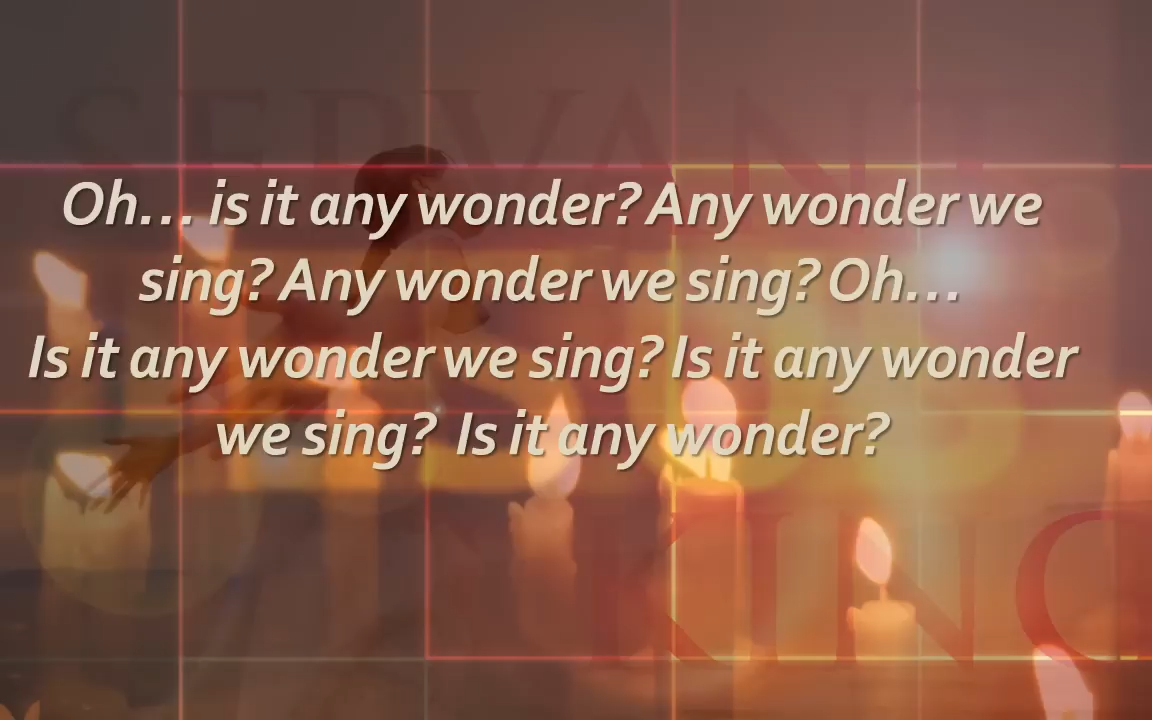 SERVANT
Oh… is it any wonder? Any wonder we
sing? Any wonder we sing? Oh…
Is it any wonder we sing? Is it any wonder
we sing?  Is it any wonder?